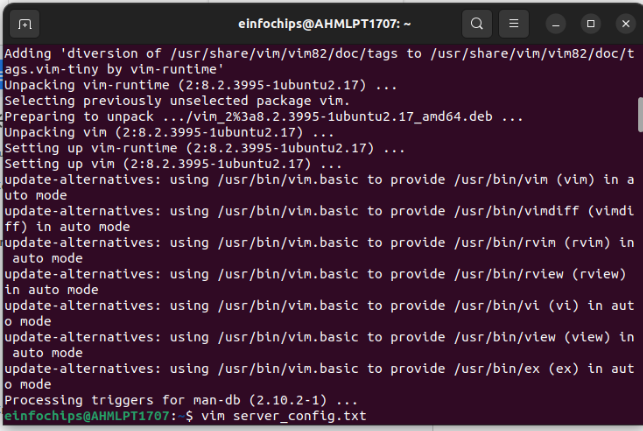 einfochips@AHMLPT1707: ~
Adding 'diversion of /usr/share/vim/vim82/doc/tags to /usr/share/vim/vim82/doc/t
ags.vim-tiny by vim-runtime'
Unpacking vim-runtime (2:8.2.3995-1ubuntu2.17) ...
Selecting previously unselected package vim.
Preparing to unpack .../vim_2%3a8.2.3995-1ubuntu2.17_amd64.deb ...
Unpacking vim (2:8.2.3995-1ubuntu2.17) ...
Setting up vim-runtime (2:8.2.3995-1ubuntu2.17) ...
Setting up vim (2:8.2.3995-1ubuntu2.17) ...
update-alternatives: using /usr/bin/vim.basic to provide /usr/bin/vim (vim) in a
uto mode
update-alternatives: using /usr/bin/vim.basic to provide /usr/bin/vimdiff (vimdi
ff) in auto mode
update-alternatives: using /usr/bin/vim.basic to provide /usr/bin/rvim (rvim) in
 auto mode
update-alternatives: using /usr/bin/vim.basic to provide /usr/bin/rview (rview)
in auto mode
update-alternatives: using /usr/bin/vim.basic to provide /usr/bin/vi (vi) in aut
o mode
update-alternatives: using /usr/bin/vim.basic to provide /usr/bin/view (view) in
 auto mode
update-alternatives: using /usr/bin/vim.basic to provide /usr/bin/ex (ex) in aut
o mode
Processing triggers for man-db (2.10.2-1) ...
einfochips@AHMLPT1707:~$ vim server_config.txt